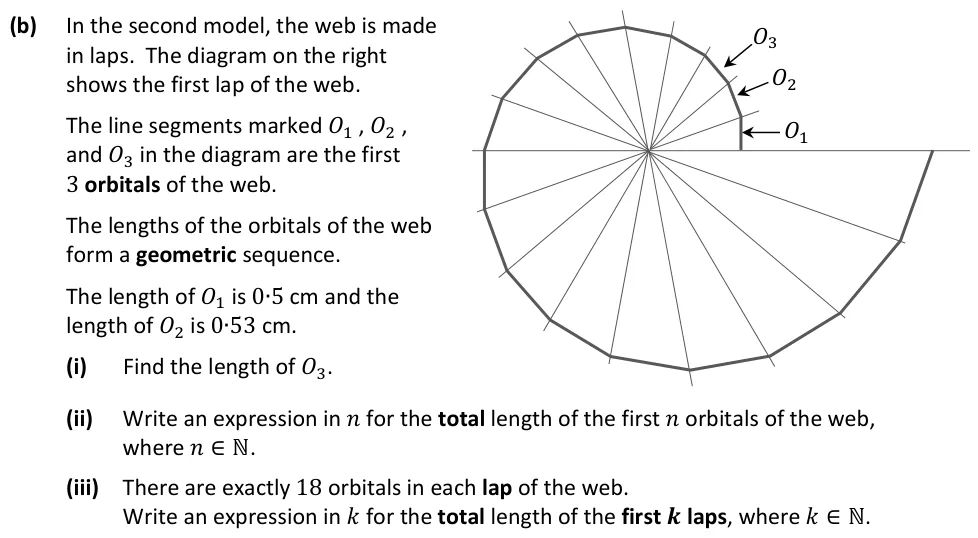 (b) In the second model, the web is made
in laps. The diagram on the right
shows the first lap of the web.
The line segments marked O₁ , O₂ ,
and O₃ in the diagram are the first
3 orbitals of the web.
The lengths of the orbitals of the web
form a geometric sequence.
The length of O₁ is 0·5 cm and the
length of O₂ is 0·53 cm.
O₃
O₂
O₁
(i) Find the length of O₃.
(ii) Write an expression in n for the total length of the first n orbitals of the web,
where n ∈ ℕ.
(iii) There are exactly 18 orbitals in each lap of the web.
Write an expression in k for the total length of the first k laps, where k ∈ ℕ.